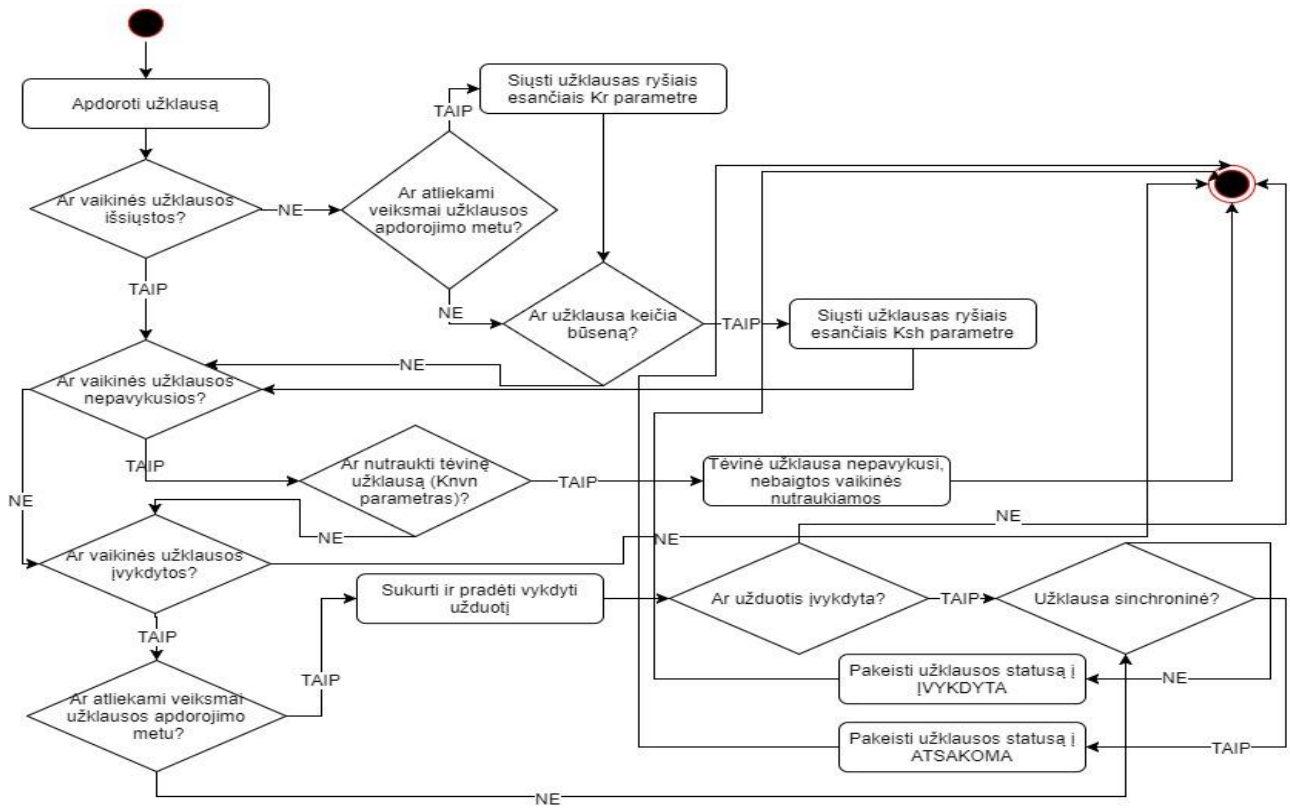 Apdoroti užklausą
Siųsti užklausas ryšiais
esančiais Kr parametre
TAIP
Ar vaikinės užklausos
išsiųstos?
NE
Ar atliekami
veiksmai užklausos
apdorojimo metu?
TAIP
NE
Ar užklausa keičia
būseną?
TAIP
Siųsti užklausas ryšiais
esančiais Ksh parametre
NE
Ar vaikinės užklausos
nepavykusios?
TAIP
Ar nutraukti tėvinę
užklausą (Knvn
parametras)?
TAIP
Tėvinė užklausa nepavykusi,
nebaigtos vaikinės
nutraukiamos
NE
NE
NE
NE
Ar vaikinės užklausos
įvykdytos?
Sukurti ir pradėti vykdyti
užduotį
Ar užduotis įvykdyta?
TAIP
Užklausa sinchroninė?
TAIP
TAIP
Pakeisti užklausos statusą į
ĮVYKDYTA
NE
Ar atliekami veiksmai
užklausos apdorojimo
metu?
Pakeisti užklausos statusą į
ATSAKOMA
TAIP
NE